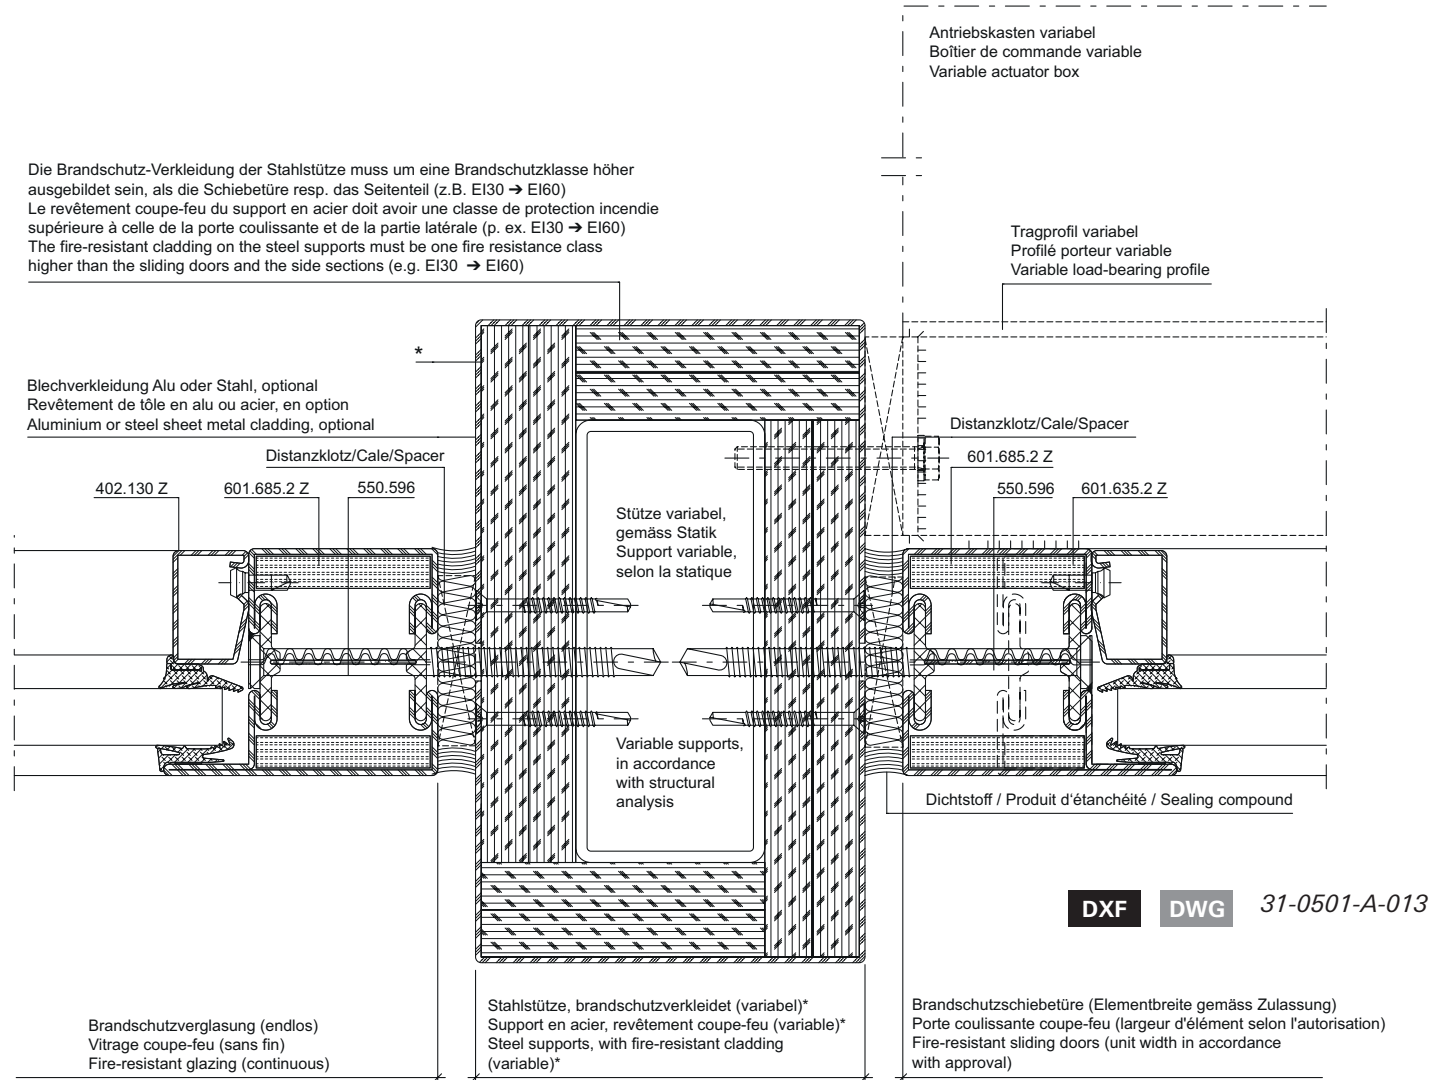 Antriebskasten variabel
Boîtier de commande variable
Variable actuator box
Die Brandschutz-Verkleidung der Stahlstütze muss um eine Brandschutzklasse höher
ausgebildet sein, als die Schiebetüre resp. das Seitenteil (z.B. EI30 ➔ EI60)
Le revêtement coupe-feu du support en acier doit avoir une classe de protection incendie
supérieure à celle de la porte coulissante et de la partie latérale (p. ex. EI30 ➔ EI60)
The fire-resistant cladding on the steel supports must be one fire resistance class
higher than the sliding doors and the side sections (e.g. EI30 ➔ EI60)
Tragprofil variabel
Profilé porteur variable
Variable load-bearing profile
*
Blechverkleidung Alu oder Stahl, optional
Revêtement de tôle en alu ou acier, en option
Aluminium or steel sheet metal cladding, optional
Distanzklotz/Cale/Spacer
402.130 Z
601.685.2 Z
550.596
Distanzklotz/Cale/Spacer
601.685.2 Z
550.596
601.635.2 Z
Stütze variabel,
gemäss Statik
Support variable,
selon la statique
Variable supports,
in accordance
with structural
analysis
Dichtstoff / Produit d‘étanchéité / Sealing compound
DXF
DWG
31-0501-A-013
Brandschutzverglasung (endlos)
Vitrage coupe-feu (sans fin)
Fire-resistant glazing (continuous)
Stahlstütze, brandschutzverkleidet (variabel)*
Support en acier, revêtement coupe-feu (variable)*
Steel supports, with fire-resistant cladding
(variable)*
Brandschutzschiebetüre (Elementbreite gemäss Zulassung)
Porte coulissante coupe-feu (largeur d'élément selon l'autorisation)
Fire-resistant sliding doors (unit width in accordance
with approval)